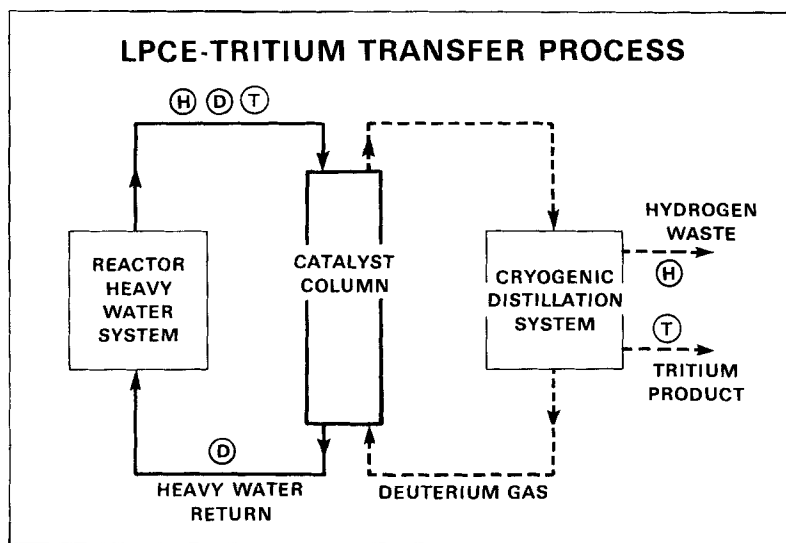 LPCE-TRITIUM TRANSFER PROCESS
H D T
REACTOR
HEAVY
WATER
SYSTEM
CATALYST
COLUMN
CRYOGENIC
DISTILLATION
SYSTEM
HYDROGEN
WASTE
H
T
TRITIUM
PRODUCT
D
HEAVY WATER
RETURN
DEUTERIUM GAS